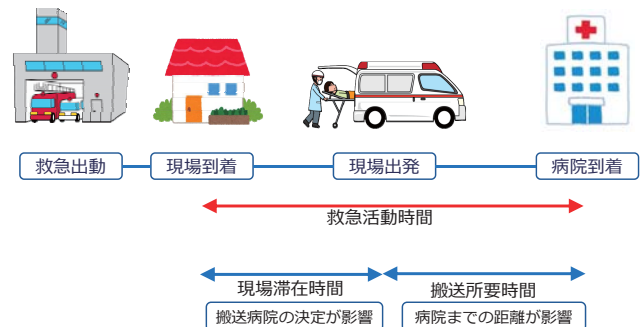 救急出動
現場到着
現場出発
病院到着
救急活動時間
現場滞在時間
搬送所要時間
搬送病院の決定が影響
病院までの距離が影響